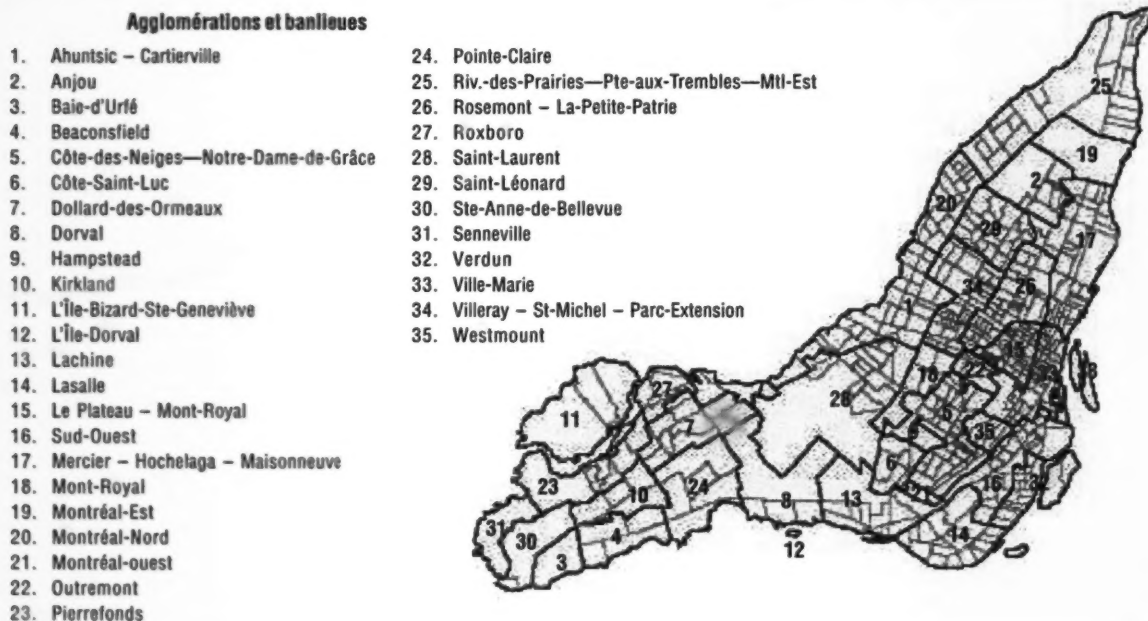 Agglomérations et banlieues
1. Ahuntsic – Cartierville
2. Anjou
3. Baie-d'Urfé
4. Beaconsfield
5. Côte-des-Neiges—Notre-Dame-de-Grâce
6. Côte-Saint-Luc
7. Dollard-des-Ormeaux
8. Dorval
9. Hampstead
10. Kirkland
11. L'Île-Bizard-Ste-Geneviève
12. L'Île-Dorval
13. Lachine
14. Lasalle
15. Le Plateau – Mont-Royal
16. Sud-Ouest
17. Mercier – Hochelaga – Maisonneuve
18. Mont-Royal
19. Montréal-Est
20. Montréal-Nord
21. Montréal-ouest
22. Outremont
23. Pierrefonds
24. Pointe-Claire
25. Riv.-des-Prairies—Pte-aux-Trembles—Mtl-Est
26. Rosemont – La-Petite-Patrie
27. Roxboro
28. Saint-Laurent
29. Saint-Léonard
30. Ste-Anne-de-Bellevue
31. Senneville
32. Verdun
33. Ville-Marie
34. Villeray – St-Michel – Parc-Extension
35. Westmount
25
19
2
20
29
17
34
26
1
15
22
18
28
5
35
27
11
7
9
6
21
16
32
23
10
24
8
13
14
31
30
4
3
12